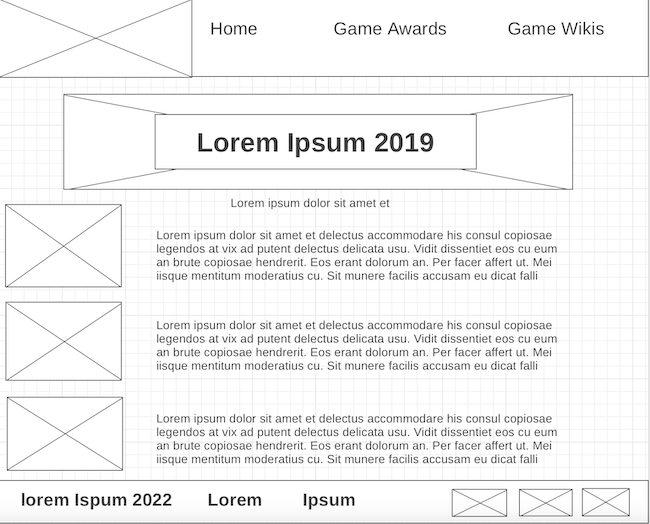 Home Game Awards Game Wikis
Lorem Ipsum 2019
Lorem ipsum dolor sit amet et
Lorem ipsum dolor sit amet et delectus accommodare his consul copiosae
legendos at vix ad putent delectus delicata usu. Vidit dissentiet eos cu eum
an brute copiosae hendrerit. Eos erant dolorum an. Per facer affert ut. Mei
iisque mentitum moderatius cu. Sit munere facilis accusam eu dicat falli
Lorem ipsum dolor sit amet et delectus accommodare his consul copiosae
legendos at vix ad putent delectus delicata usu. Vidit dissentiet eos cu eum
an brute copiosae hendrerit. Eos erant dolorum an. Per facer affert ut. Mei
iisque mentitum moderatius cu. Sit munere facilis accusam eu dicat falli
Lorem ipsum dolor sit amet et delectus accommodare his consul copiosae
legendos at vix ad putent delectus delicata usu. Vidit dissentiet eos cu eum
an brute copiosae hendrerit. Eos erant dolorum an. Per facer affert ut. Mei
iisque mentitum moderatius cu. Sit munere facilis accusam eu dicat falli
lorem Ispum 2022 Lorem Ipsum